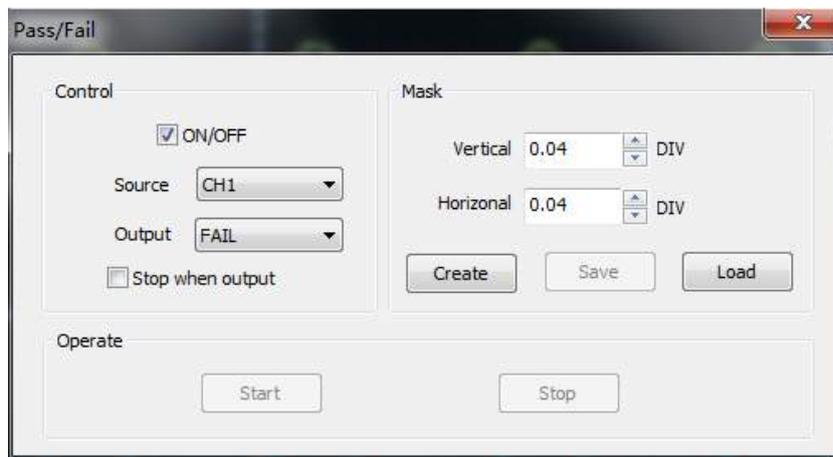 Pass/Fail
Control
ON/OFF
Source CH1
Output FAIL
Stop when output
Mask
Vertical 0.04 DIV
Horizonal 0.04 DIV
Create Save Load
Operate
Start Stop